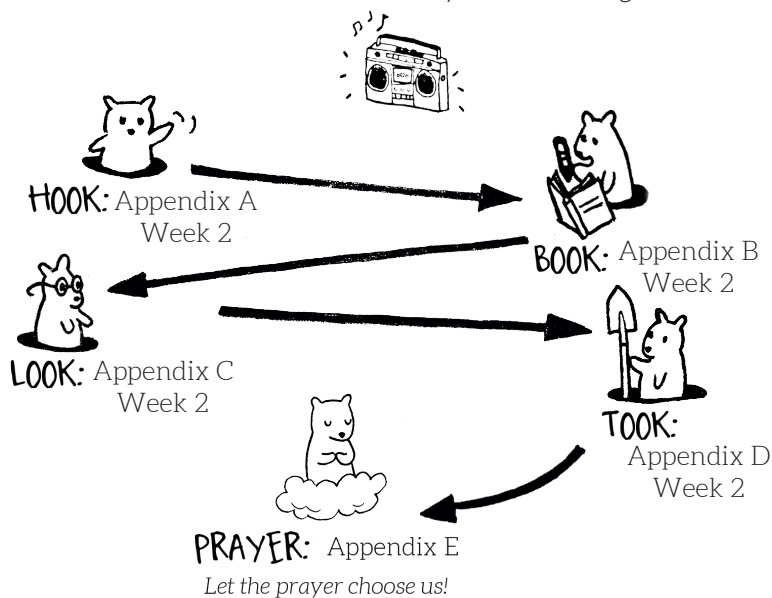 HOOK: Appendix A
Week 2
BOOK: Appendix B
Week 2
LOOK: Appendix C
Week 2
TOOK:
Appendix D
Week 2
PRAYER: Appendix E
Let the prayer choose us!